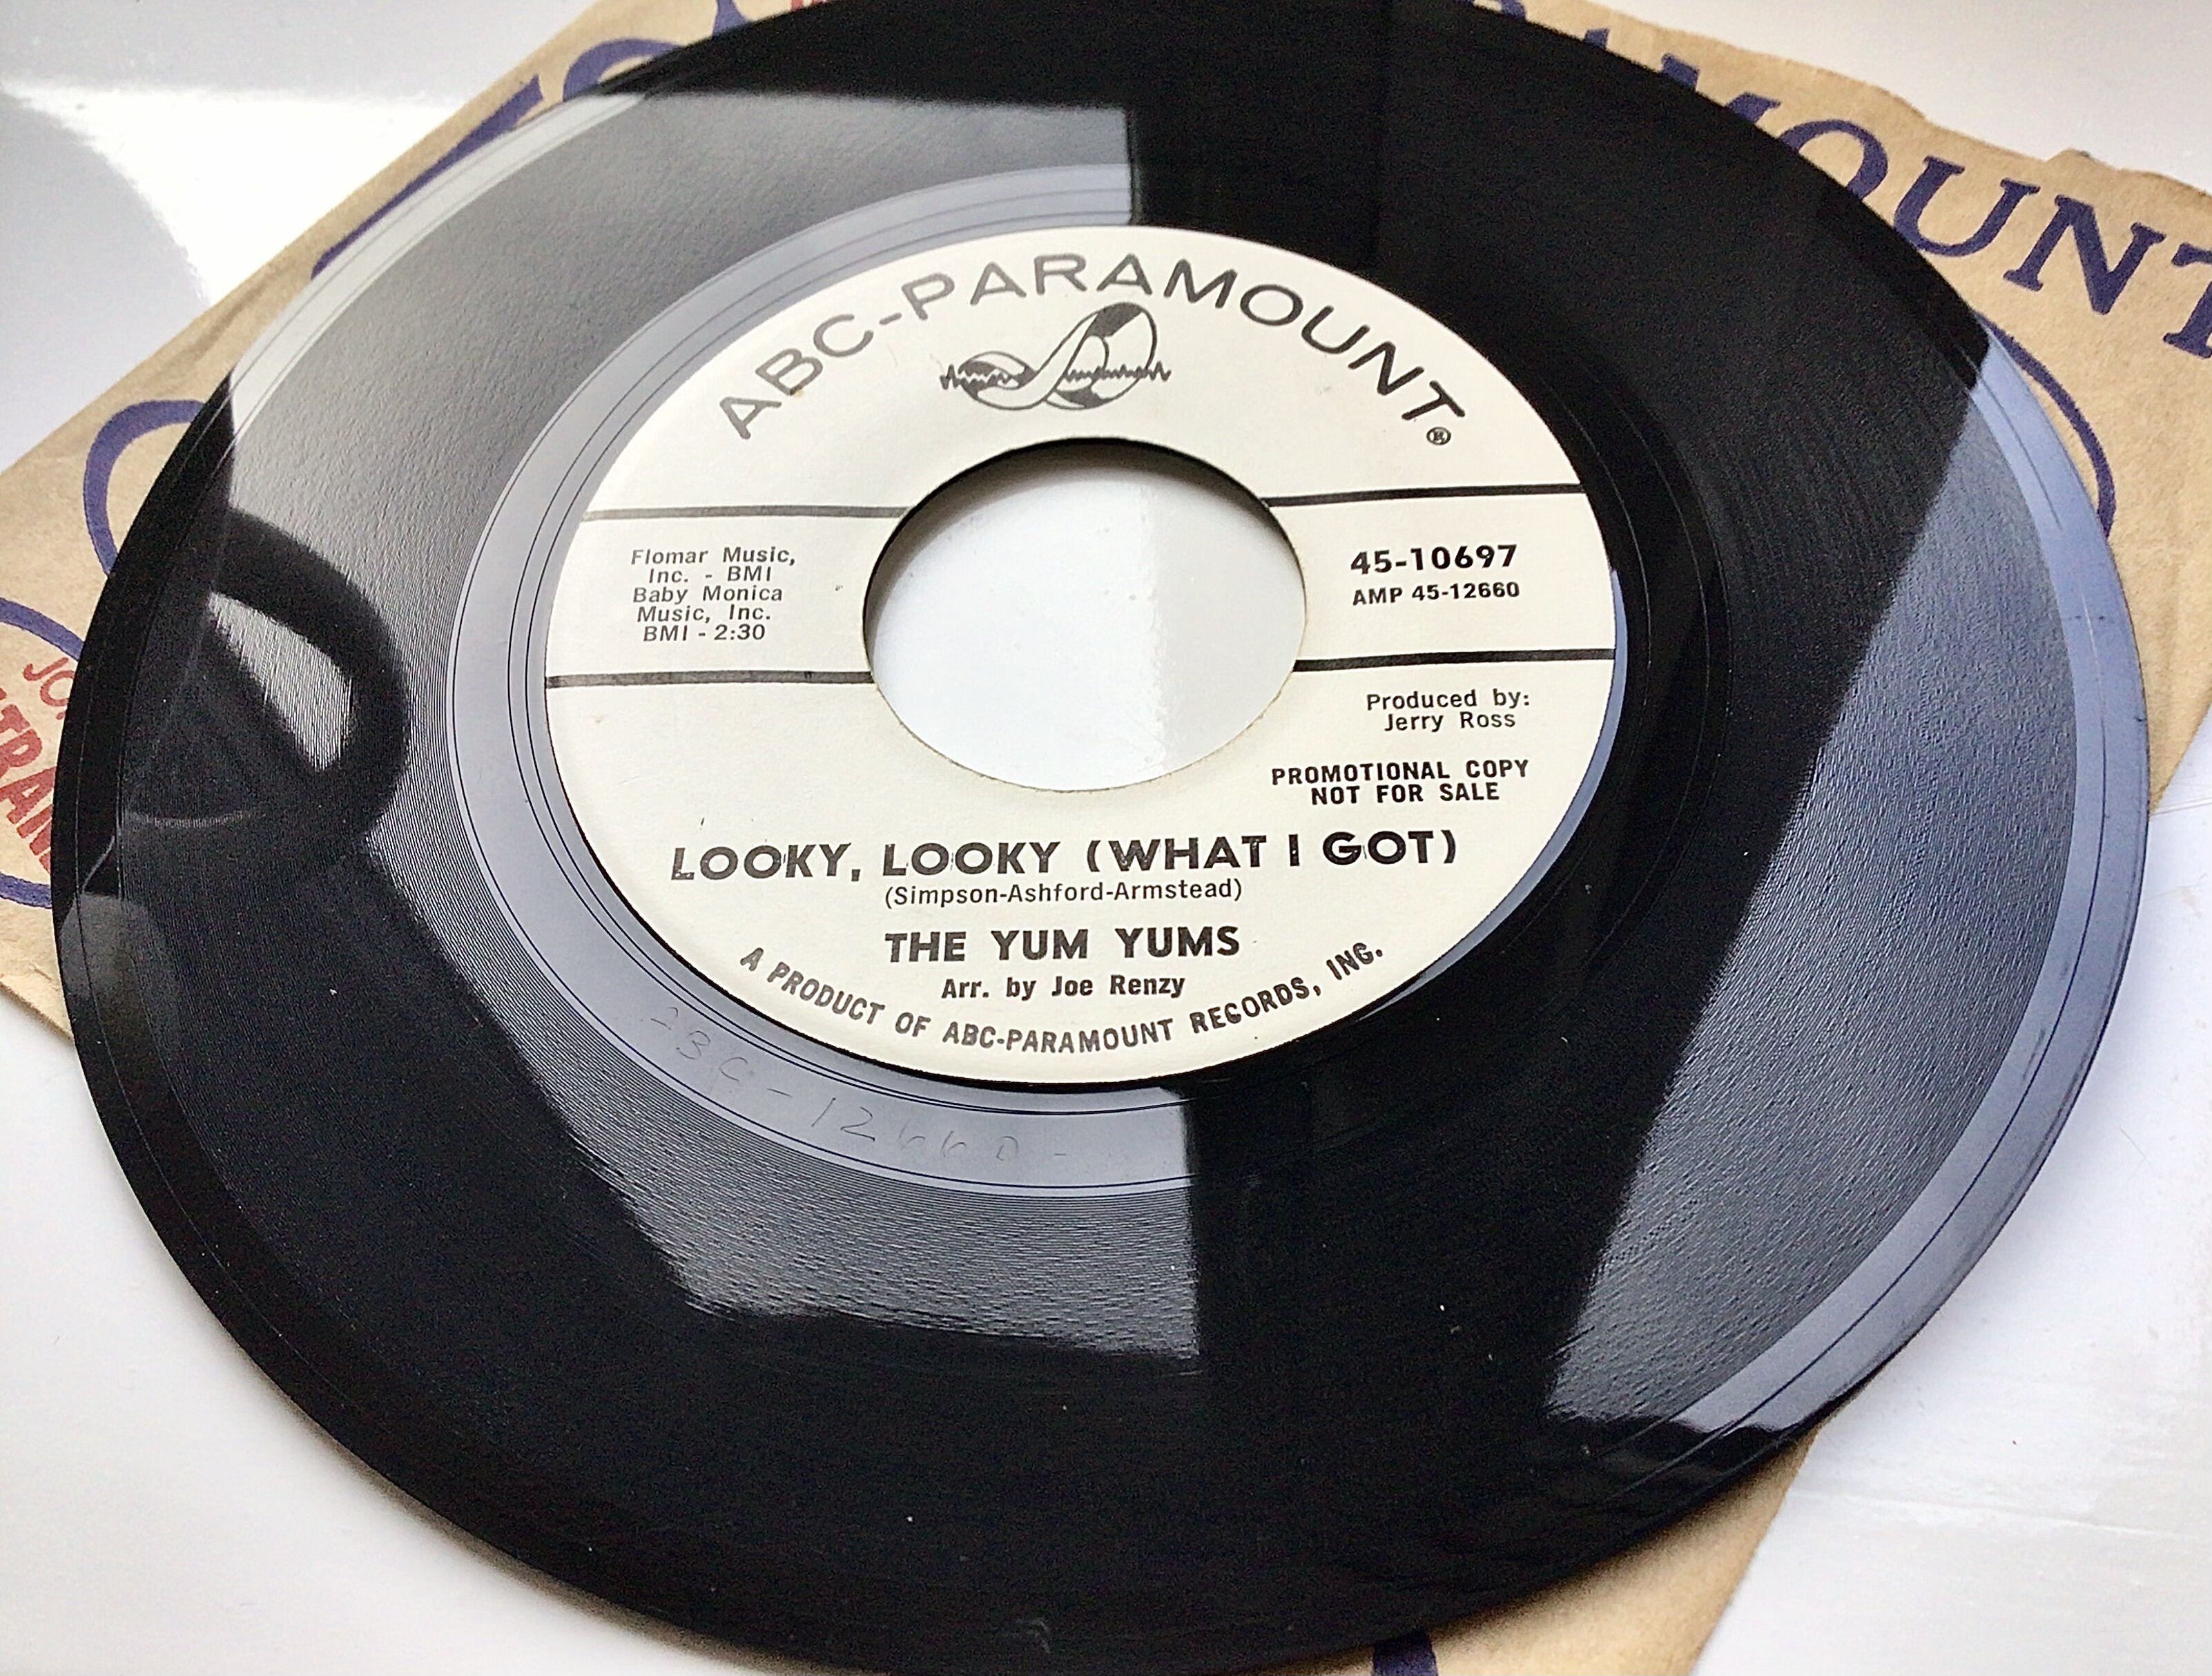 ABC-PARAMOUNT®
Flomar Music,
Inc. - BMI
Baby Monica
Music, Inc.
BMI - 2:30
45-10697
AMP 45-12660
Produced by:
Jerry Ross
PROMOTIONAL COPY
NOT FOR SALE
LOOKY, LOOKY (WHAT I GOT)
(Simpson-Ashford-Armstead)
THE YUM YUMS
Arr. by Joe Renzy
A PRODUCT OF ABC-PARAMOUNT RECORDS, INC.